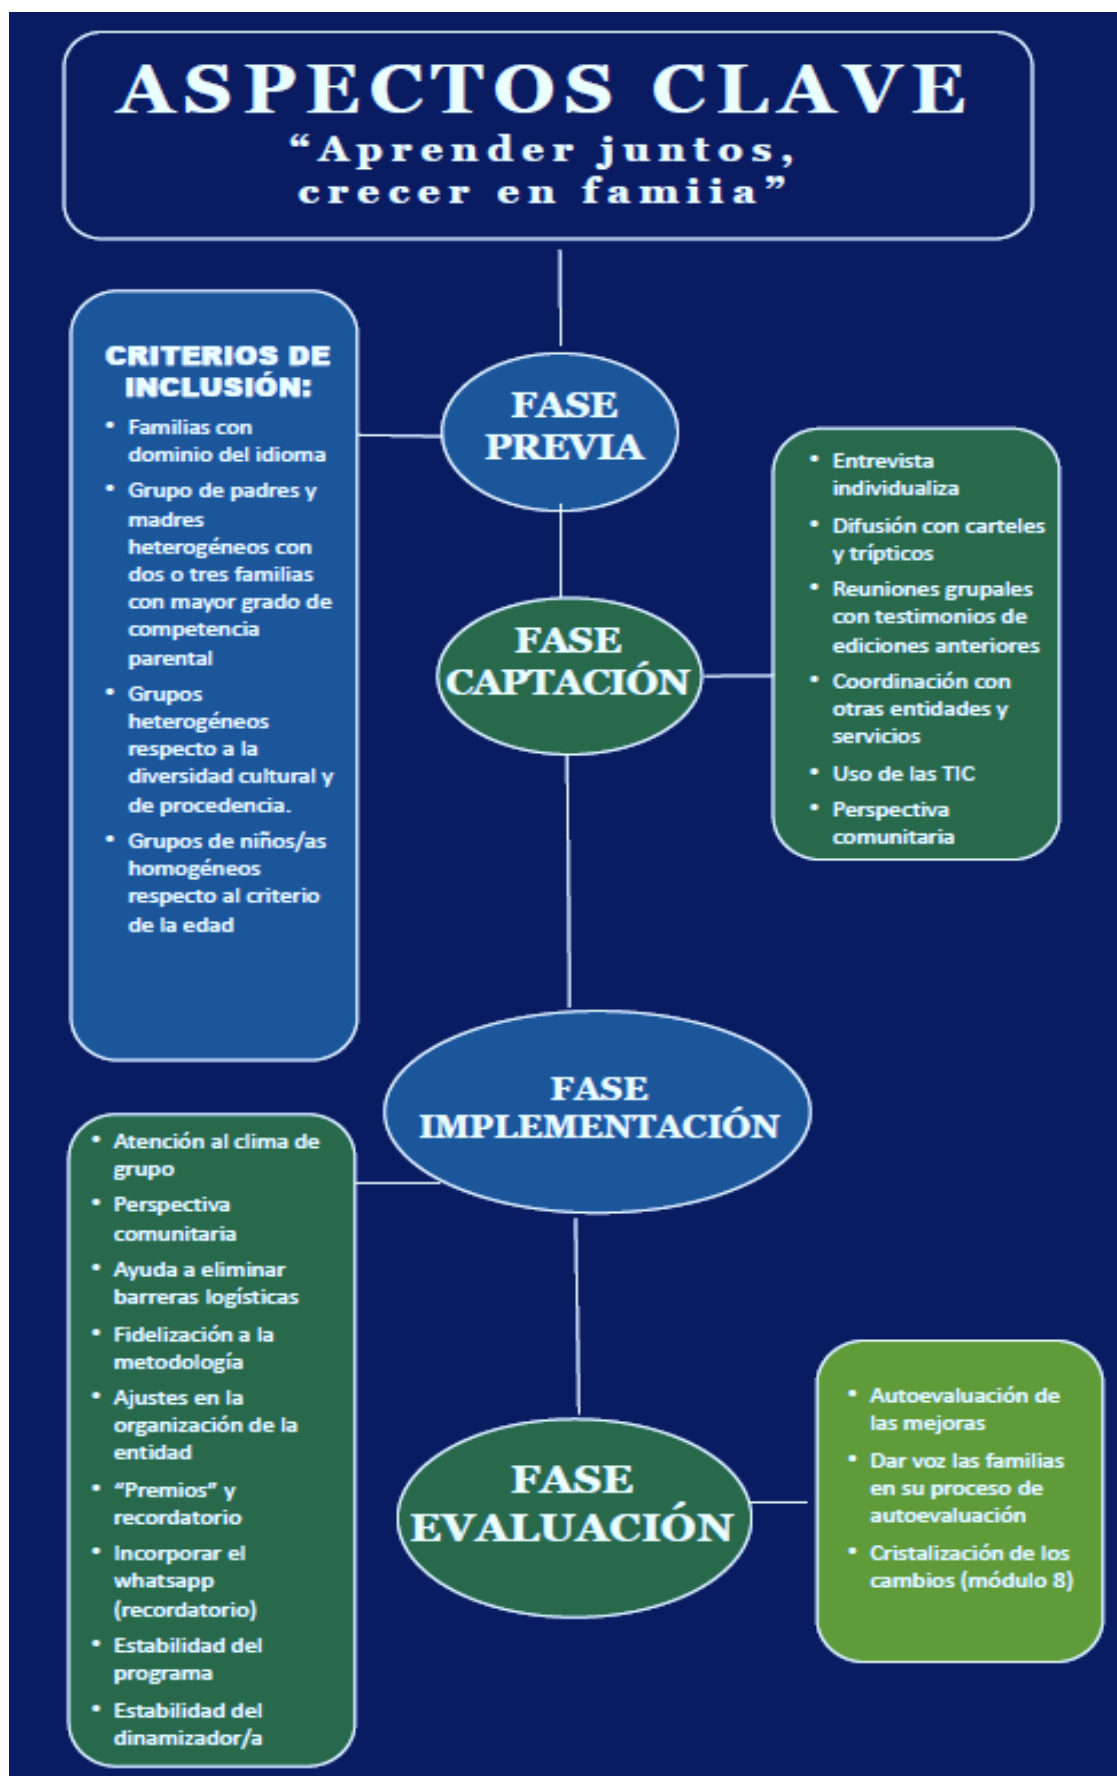 ASPECTOS CLAVE
“Aprender juntos,
crecer en famiia”
FASE
PREVIA
CRITERIOS DE
INCLUSIÓN:
• Familias con
dominio del idioma
• Grupo de padres y
madres
heterogéneos con
dos o tres familias
con mayor grado de
competencia
parental
• Grupos
heterogéneos
respecto a la
diversidad cultural y
de procedencia.
• Grupos de niños/as
homogéneos
respecto al criterio
de la edad
FASE
CAPTACIÓN
• Entrevista
individualiza
• Difusión con carteles
y trípticos
• Reuniones grupales
con testimonios de
ediciones anteriores
• Coordinación con
otras entidades y
servicios
• Uso de las TIC
• Perspectiva
comunitaria
FASE
IMPLEMENTACIÓN
• Atención al clima de
grupo
• Perspectiva
comunitaria
• Ayuda a eliminar
barreras logísticas
• Fidelización a la
metodología
• Ajustes en la
organización de la
entidad
• “Premios” y
recordatorio
• Incorporar el
whatsapp
(recordatorio)
• Estabilidad del
programa
• Estabilidad del
dinamizador/a
FASE
EVALUACIÓN
• Autoevaluación de
las mejoras
• Dar voz las familias
en su proceso de
autoevaluación
• Cristalización de los
cambios (módulo 8)